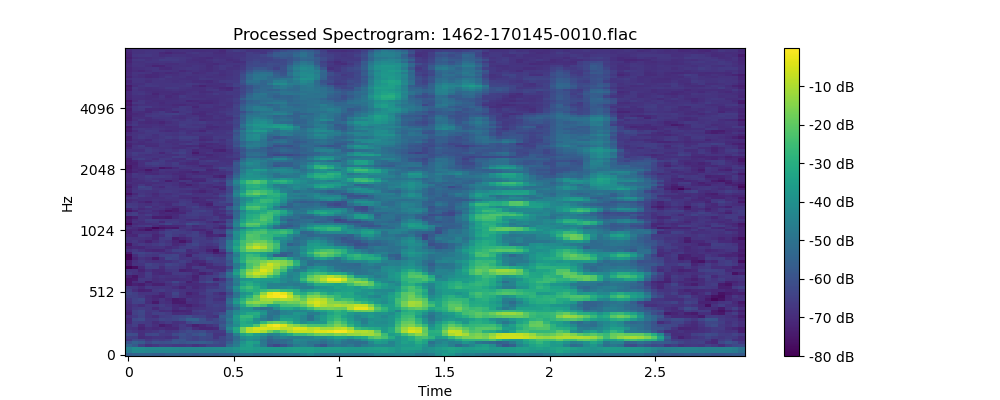 Processed Spectrogram: 1462-170145-0010.flac
Hz
4096
2048
1024
512
0
0
0.5
1
1.5
2
2.5
Time
-10 dB
-20 dB
-30 dB
-40 dB
-50 dB
-60 dB
-70 dB
-80 dB